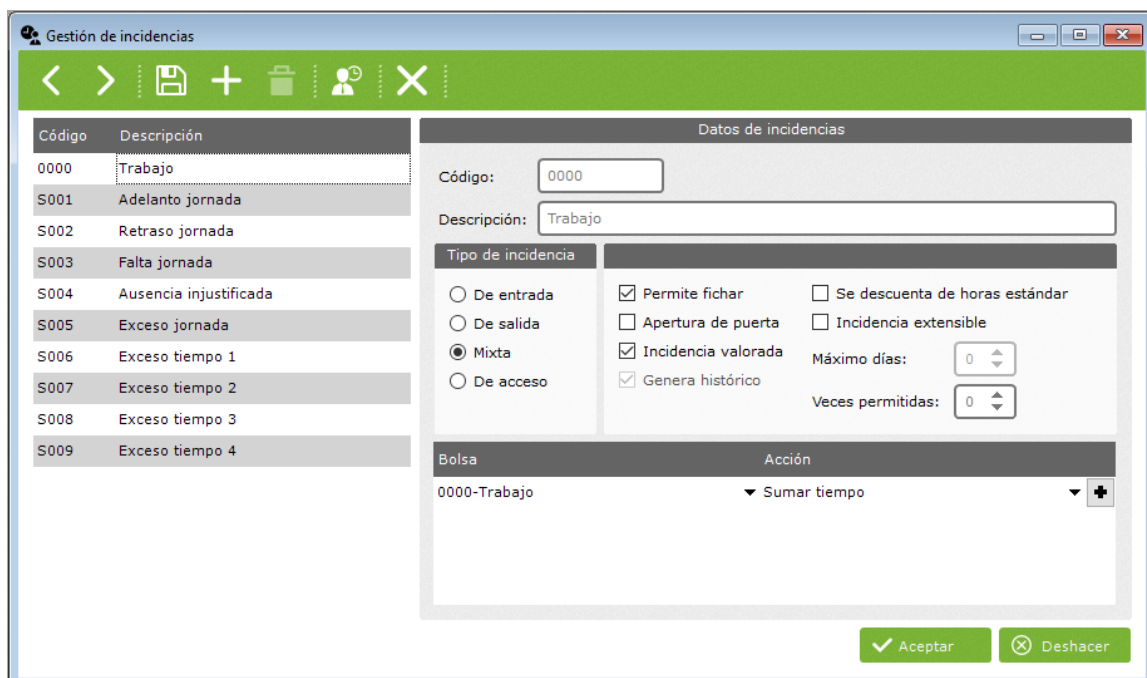 Gestión de incidencias
Código Descripción
0000 Trabajo
S001 Adelanto jornada
S002 Retraso jornada
S003 Falta jornada
S004 Ausencia injustificada
S005 Exceso jornada
S006 Exceso tiempo 1
S007 Exceso tiempo 2
S008 Exceso tiempo 3
S009 Exceso tiempo 4
Datos de incidencias
Código: 0000
Descripción: Trabajo
Tipo de incidencia
De entrada
De salida
Mixta
De acceso
Permite fichar
Apertura de puerta
Incidencia valorada
Genera histórico
Se descuenta de horas estándar
Incidencia extensible
Máximo días: 0
Veces permitidas: 0
Bolsa Acción
0000-Trabajo Sumar tiempo
Aceptar Deshacer